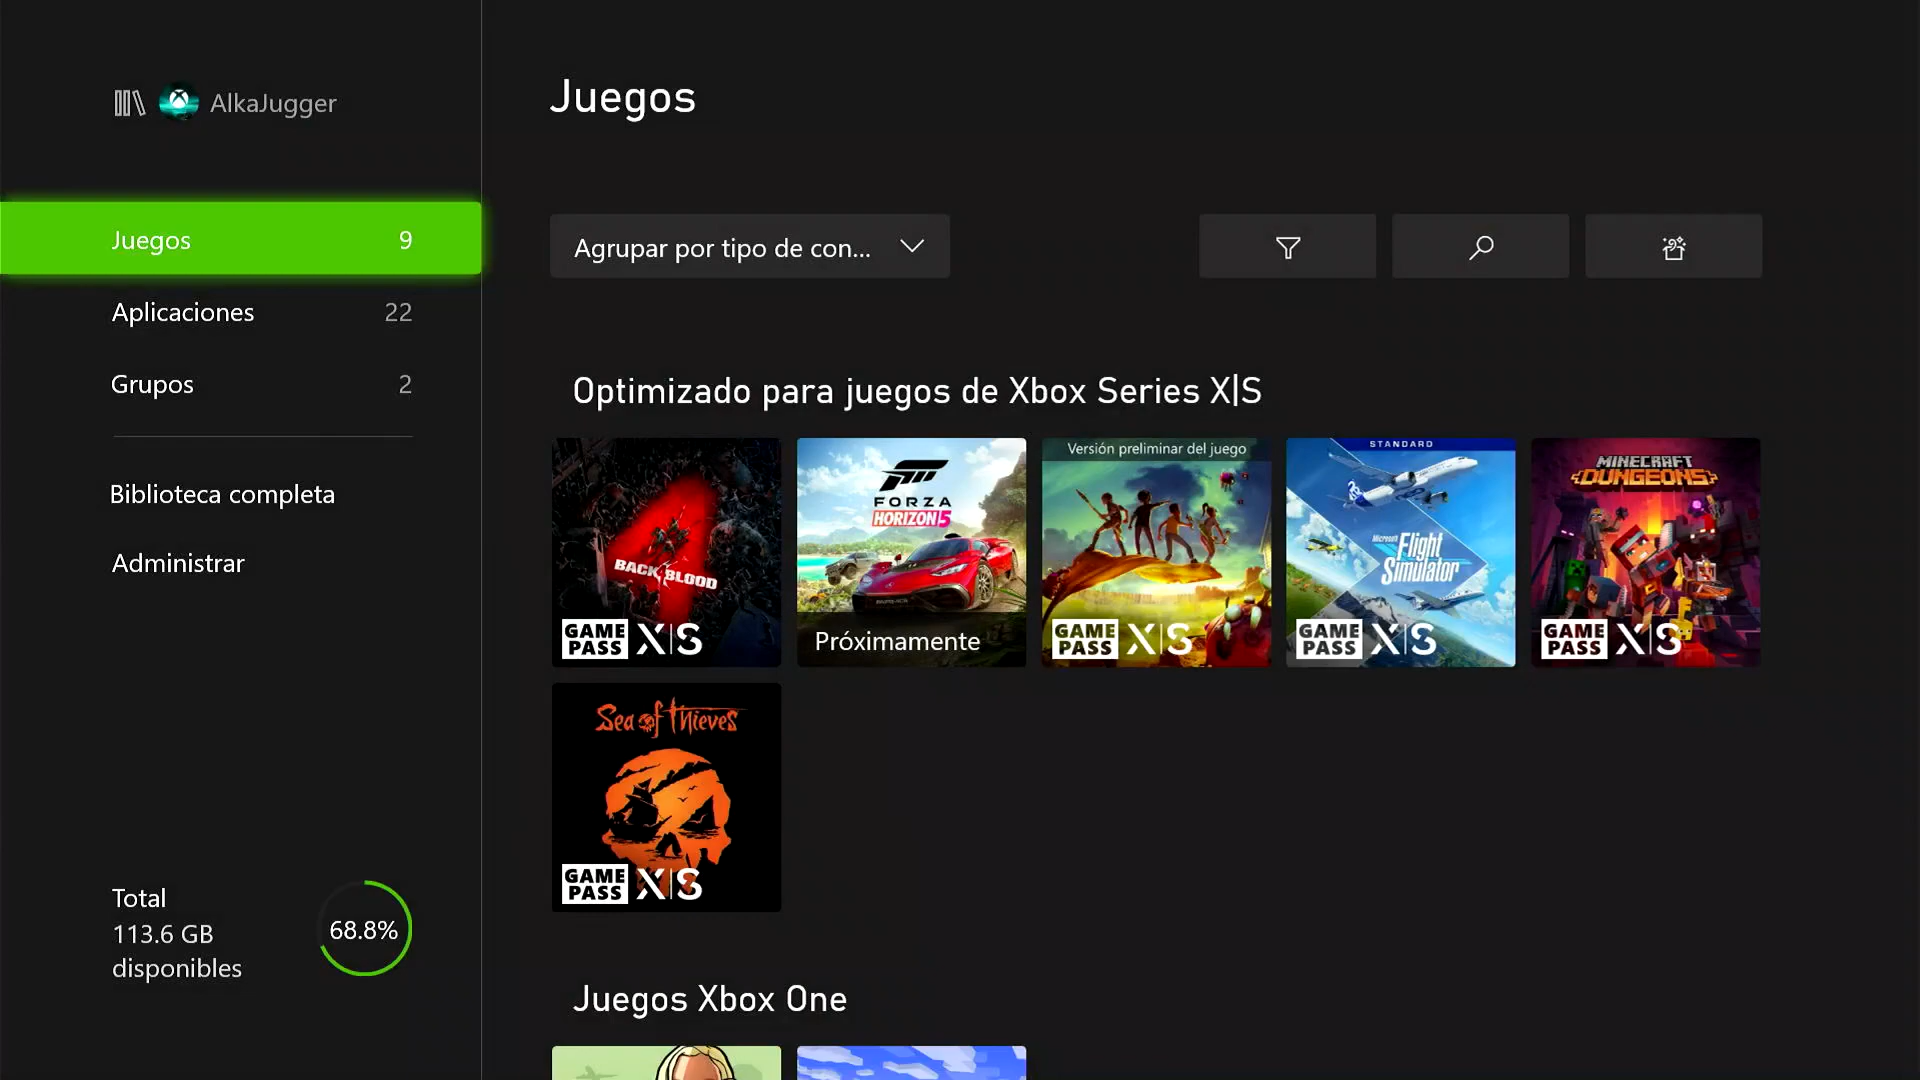 AlkaJugger
Juegos
Juegos 9
Aplicaciones 22
Grupos 2
Biblioteca completa
Administrar
Total
113.6 GB
disponibles
68.8%
Agrupar por tipo de con...
Optimizado para juegos de Xbox Series X|S
4
BACK BLOOD
GAME
PASS X|S
FORZA
HORIZON 5
Próximamente
Versión preliminar del juego
GAME
PASS X|S
STANDARD
Microsoft
Flight
Simulator
GAME
PASS X|S
MINECRAFT
DUNGEONS
GAME
PASS X|S
Sea of Thieves
GAME
PASS X|S
Juegos Xbox One